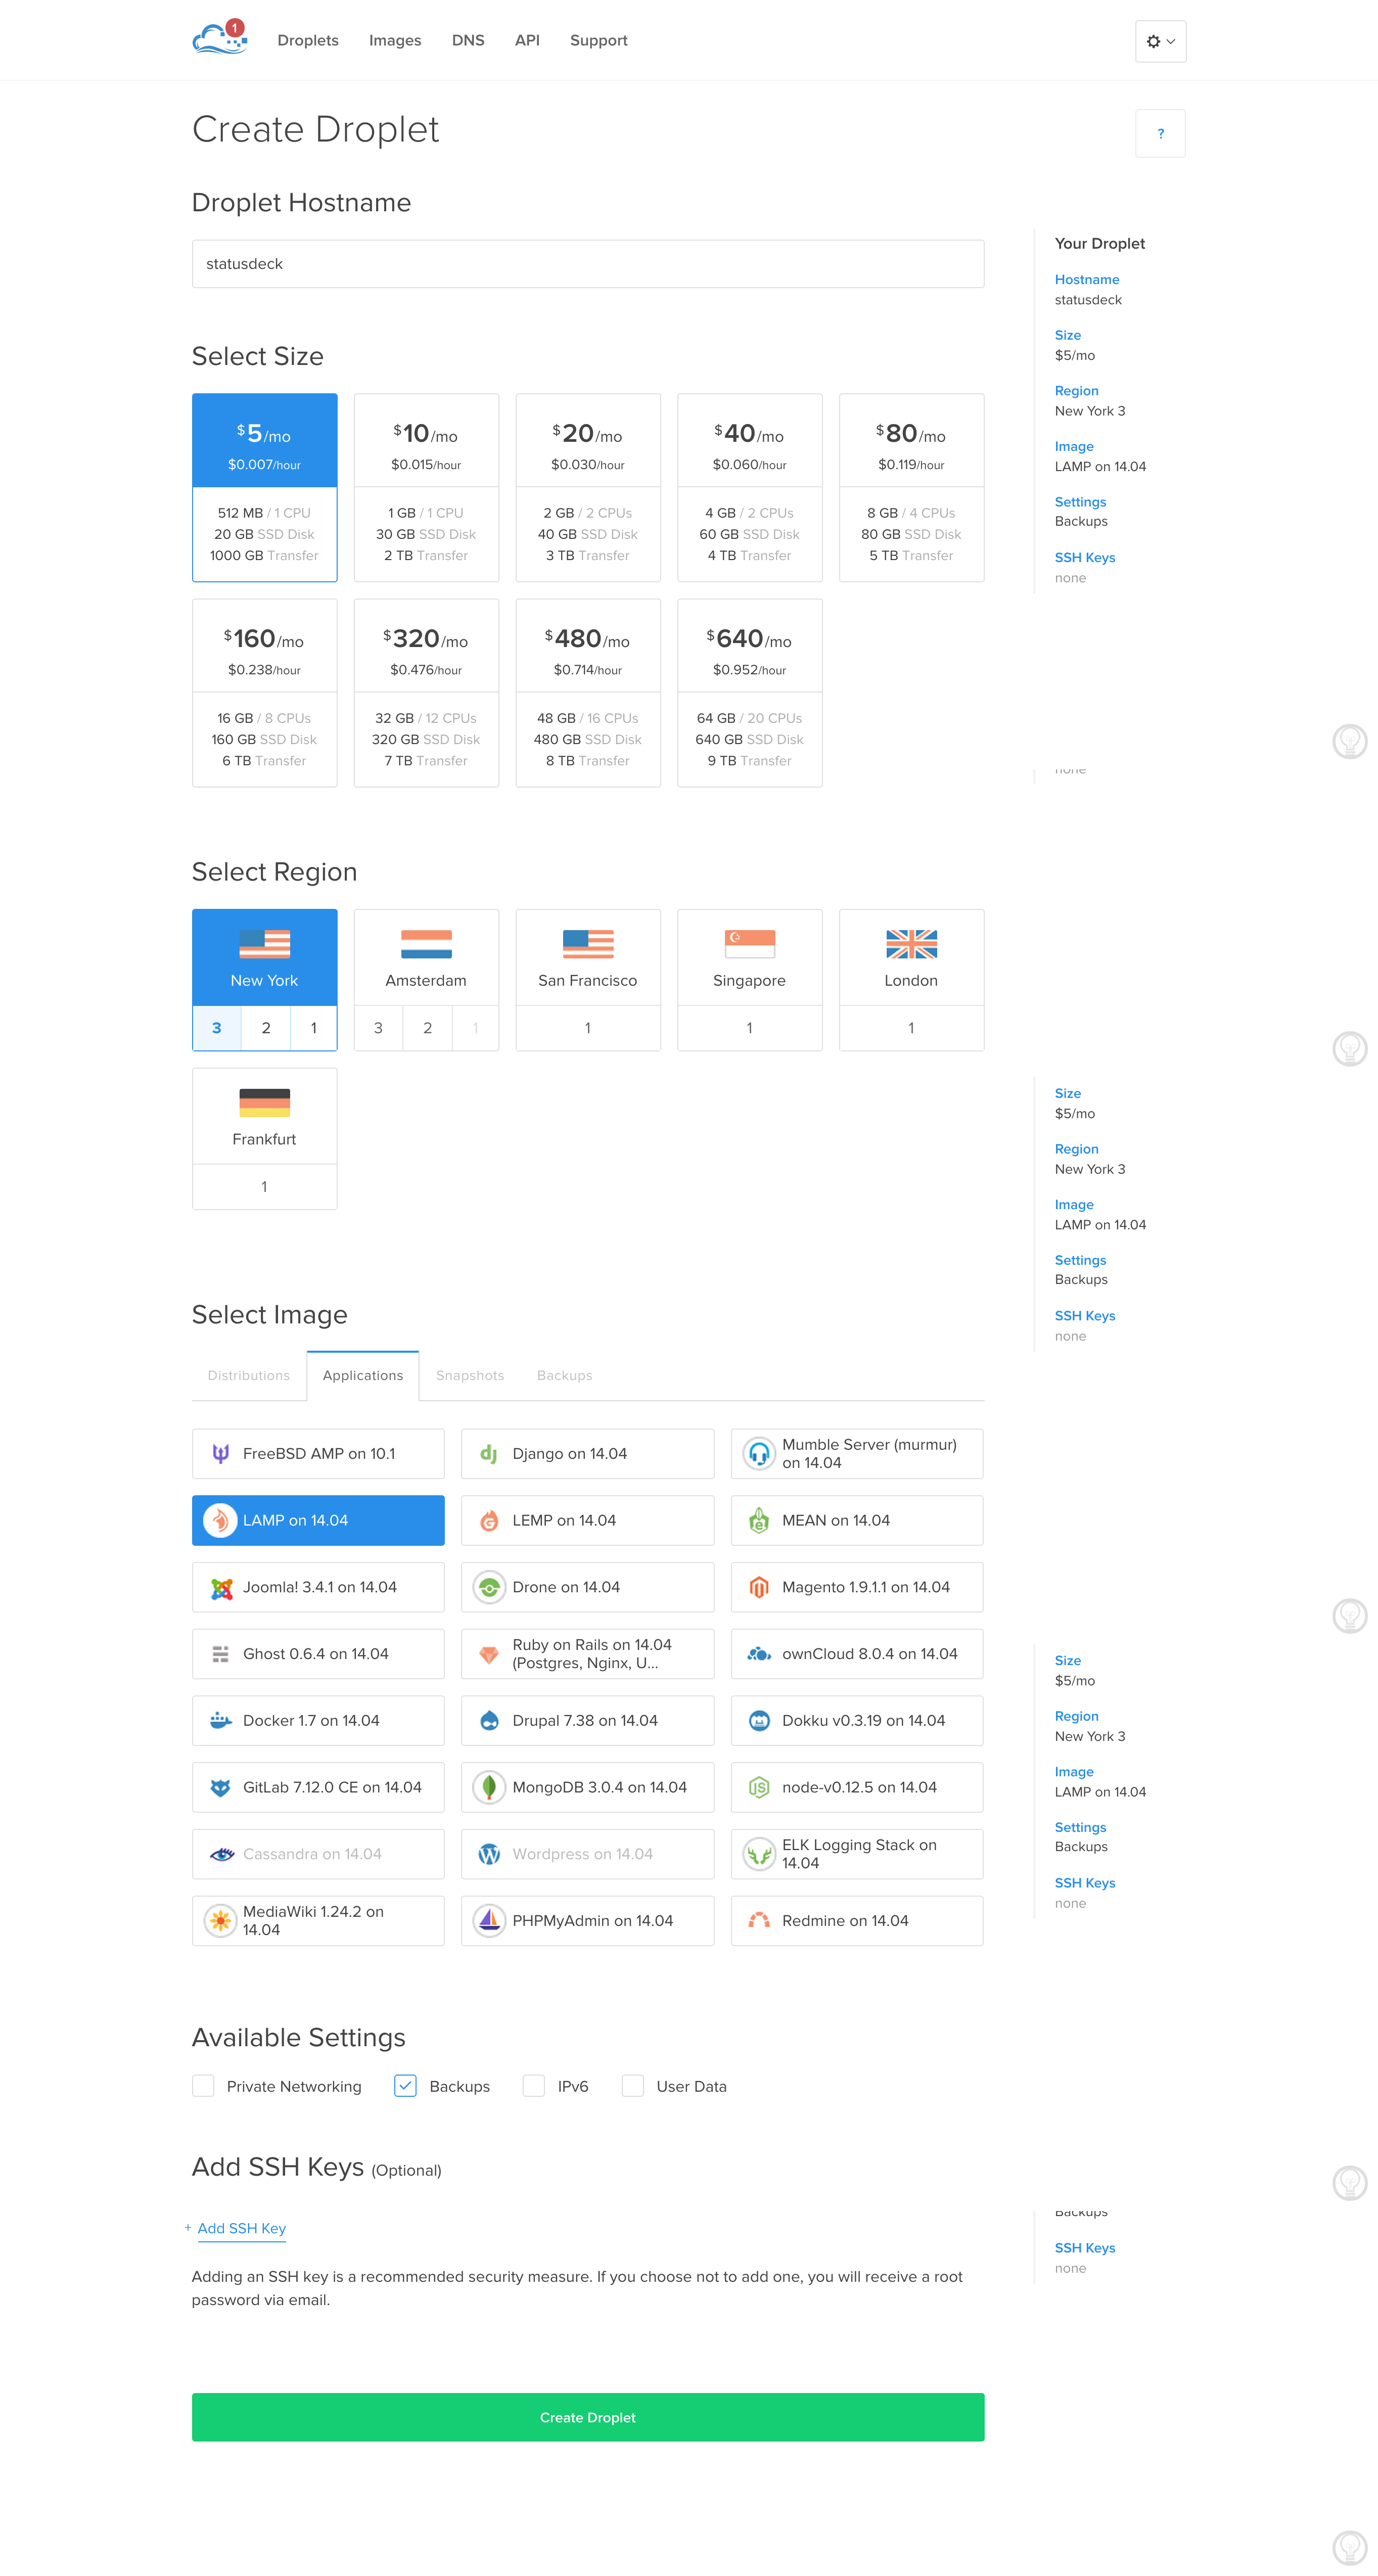 1
Droplets Images DNS API Support
Create Droplet
?
Droplet Hostname
statusdeck
Your Droplet
Hostname
statusdeck
Size
$5/mo
Region
New York 3
Image
LAMP on 14.04
Settings
Backups
SSH Keys
none
Select Size
$5/mo
$0.007/hour
512 MB / 1 CPU
20 GB SSD Disk
1000 GB Transfer
$10/mo
$0.015/hour
1 GB / 1 CPU
30 GB SSD Disk
2 TB Transfer
$20/mo
$0.030/hour
2 GB / 2 CPUs
40 GB SSD Disk
3 TB Transfer
$40/mo
$0.060/hour
4 GB / 2 CPUs
60 GB SSD Disk
4 TB Transfer
$80/mo
$0.119/hour
8 GB / 4 CPUs
80 GB SSD Disk
5 TB Transfer
$160/mo
$0.238/hour
16 GB / 8 CPUs
160 GB SSD Disk
6 TB Transfer
$320/mo
$0.476/hour
32 GB / 12 CPUs
320 GB SSD Disk
7 TB Transfer
$480/mo
$0.714/hour
48 GB / 16 CPUs
480 GB SSD Disk
8 TB Transfer
$640/mo
$0.952/hour
64 GB / 20 CPUs
640 GB SSD Disk
9 TB Transfer
none
Select Region
New York
3 2 1
Amsterdam
3 2 1
San Francisco
1
Singapore
1
London
1
Frankfurt
1
Size
$5/mo
Region
New York 3
Image
LAMP on 14.04
Settings
Backups
SSH Keys
none
Select Image
Distributions Applications Snapshots Backups
FreeBSD AMP on 10.1
Django on 14.04
Mumble Server (murmur)
on 14.04
LAMP on 14.04
LEMP on 14.04
MEAN on 14.04
Joomla! 3.4.1 on 14.04
Drone on 14.04
Magento 1.9.1.1 on 14.04
Ghost 0.6.4 on 14.04
Ruby on Rails on 14.04
(Postgres, Nginx, U...
ownCloud 8.0.4 on 14.04
Docker 1.7 on 14.04
Drupal 7.38 on 14.04
Dokku v0.3.19 on 14.04
GitLab 7.12.0 CE on 14.04
MongoDB 3.0.4 on 14.04
node-v0.12.5 on 14.04
Cassandra on 14.04
Wordpress on 14.04
ELK Logging Stack on
14.04
MediaWiki 1.24.2 on
14.04
PHPMyAdmin on 14.04
Redmine on 14.04
Size
$5/mo
Region
New York 3
Image
LAMP on 14.04
Settings
Backups
SSH Keys
none
Available Settings
Private Networking Backups IPv6 User Data
Add SSH Keys (Optional)
+ Add SSH Key
Adding an SSH key is a recommended security measure. If you choose not to add one, you will receive a root
password via email.
Backups
SSH Keys
none
Create Droplet